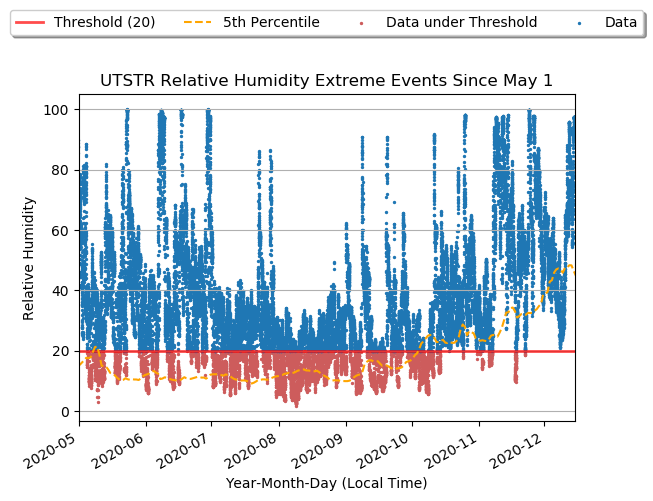 Threshold (20) 5th Percentile Data under Threshold Data
UTSTR Relative Humidity Extreme Events Since May 1
100
80
60
40
20
0
Relative Humidity
2020-05 2020-06 2020-07 2020-08 2020-09 2020-10 2020-11 2020-12
Year-Month-Day (Local Time)